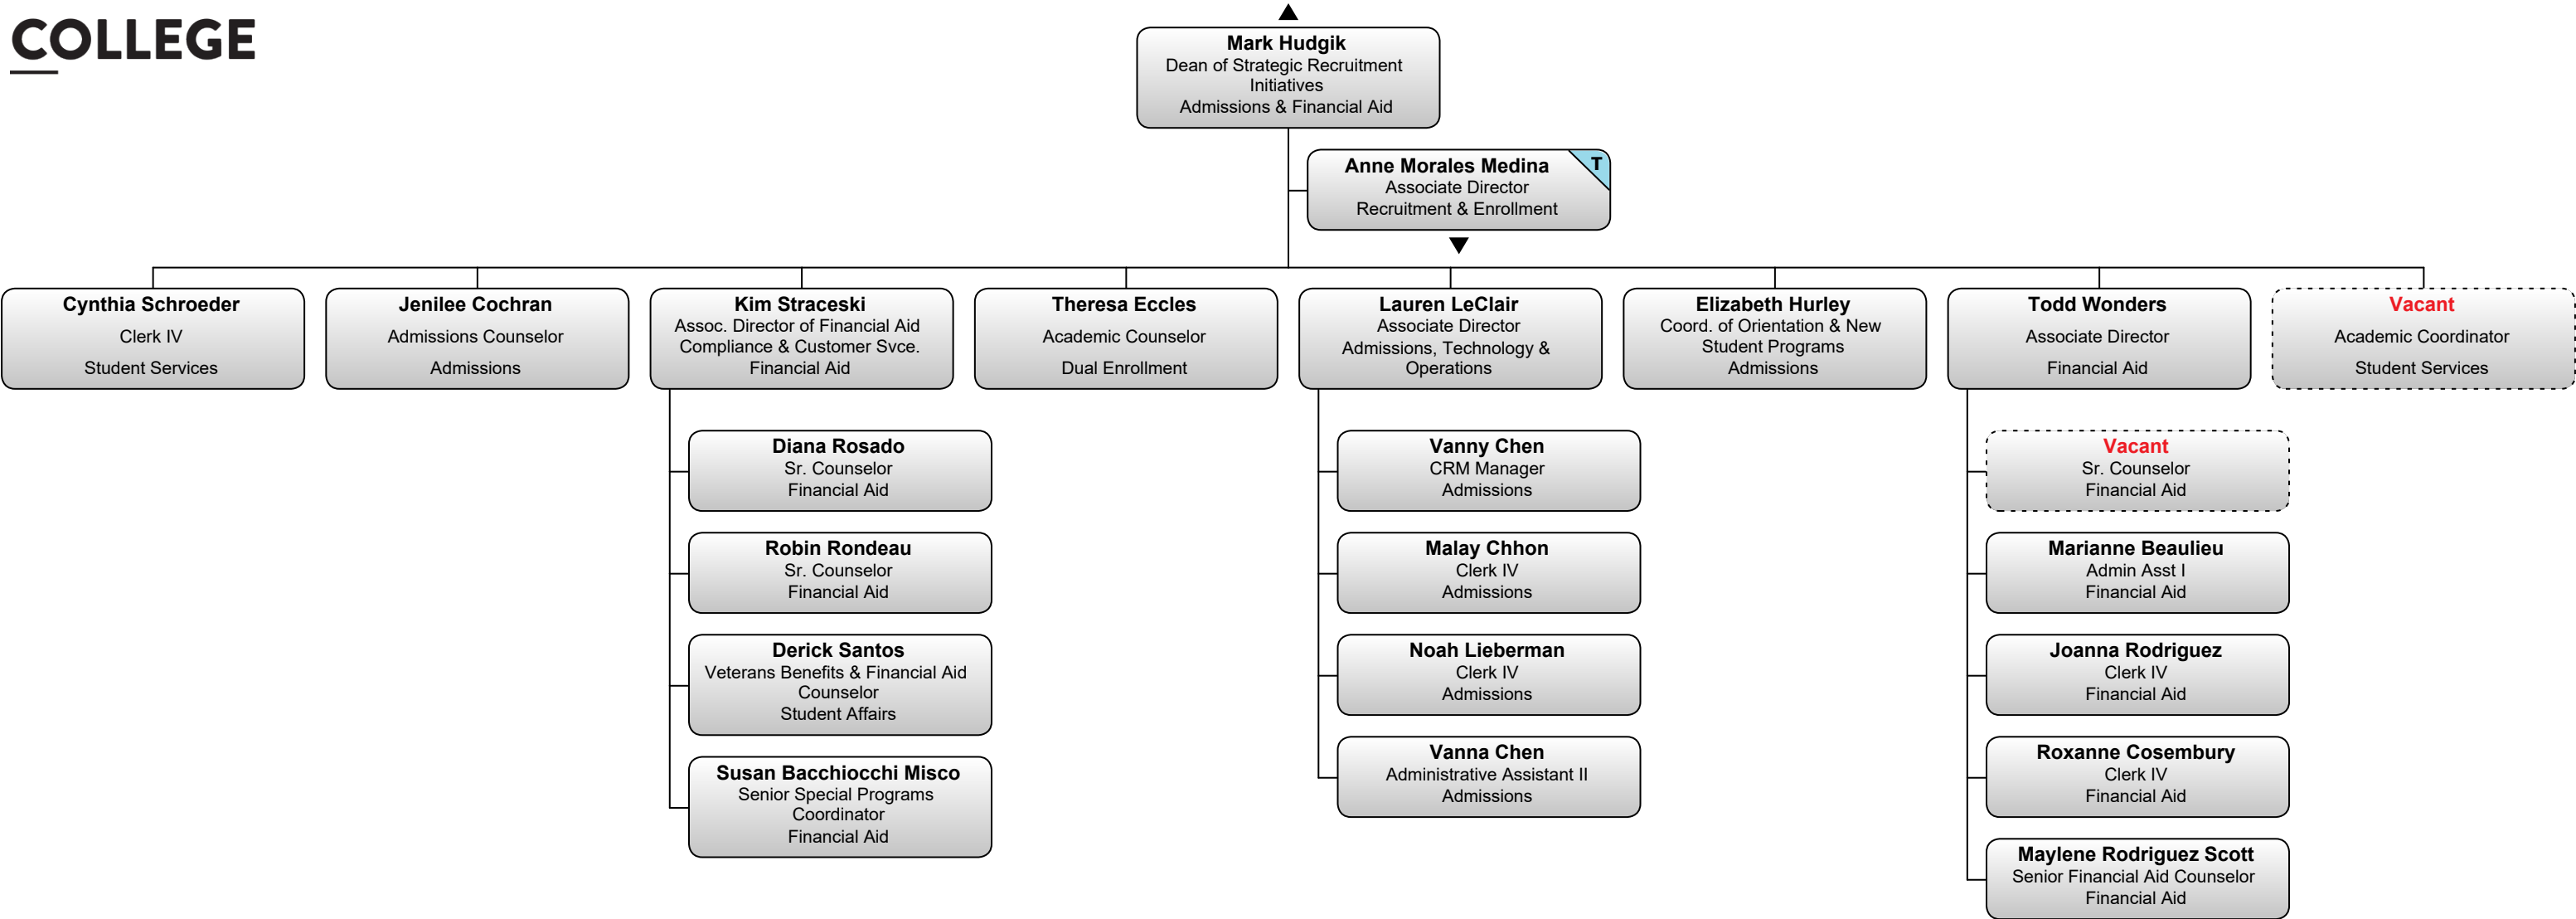 COLLEGE
Mark Hudgik
Dean of Strategic Recruitment
Initiatives
Admissions & Financial Aid
Anne Morales Medina
T
Associate Director
Recruitment & Enrollment
Cynthia Schroeder
Clerk IV
Student Services
Jenilee Cochran
Admissions Counselor
Admissions
Kim Straceski
Assoc. Director of Financial Aid
Compliance & Customer Svce.
Financial Aid
Theresa Eccles
Academic Counselor
Dual Enrollment
Lauren LeClair
Associate Director
Admissions, Technology &
Operations
Elizabeth Hurley
Coord. of Orientation & New
Student Programs
Admissions
Todd Wonders
Associate Director
Financial Aid
Vacant
Academic Coordinator
Student Services
Diana Rosado
Sr. Counselor
Financial Aid
Robin Rondeau
Sr. Counselor
Financial Aid
Derick Santos
Veterans Benefits & Financial Aid
Counselor
Student Affairs
Susan Bacchiocchi Misco
Senior Special Programs
Coordinator
Financial Aid
Vanny Chen
CRM Manager
Admissions
Malay Chhon
Clerk IV
Admissions
Noah Lieberman
Clerk IV
Admissions
Vanna Chen
Administrative Assistant II
Admissions
Vacant
Sr. Counselor
Financial Aid
Marianne Beaulieu
Admin Asst I
Financial Aid
Joanna Rodriguez
Clerk IV
Financial Aid
Roxanne Cosembury
Clerk IV
Financial Aid
Maylene Rodriguez Scott
Senior Financial Aid Counselor
Financial Aid